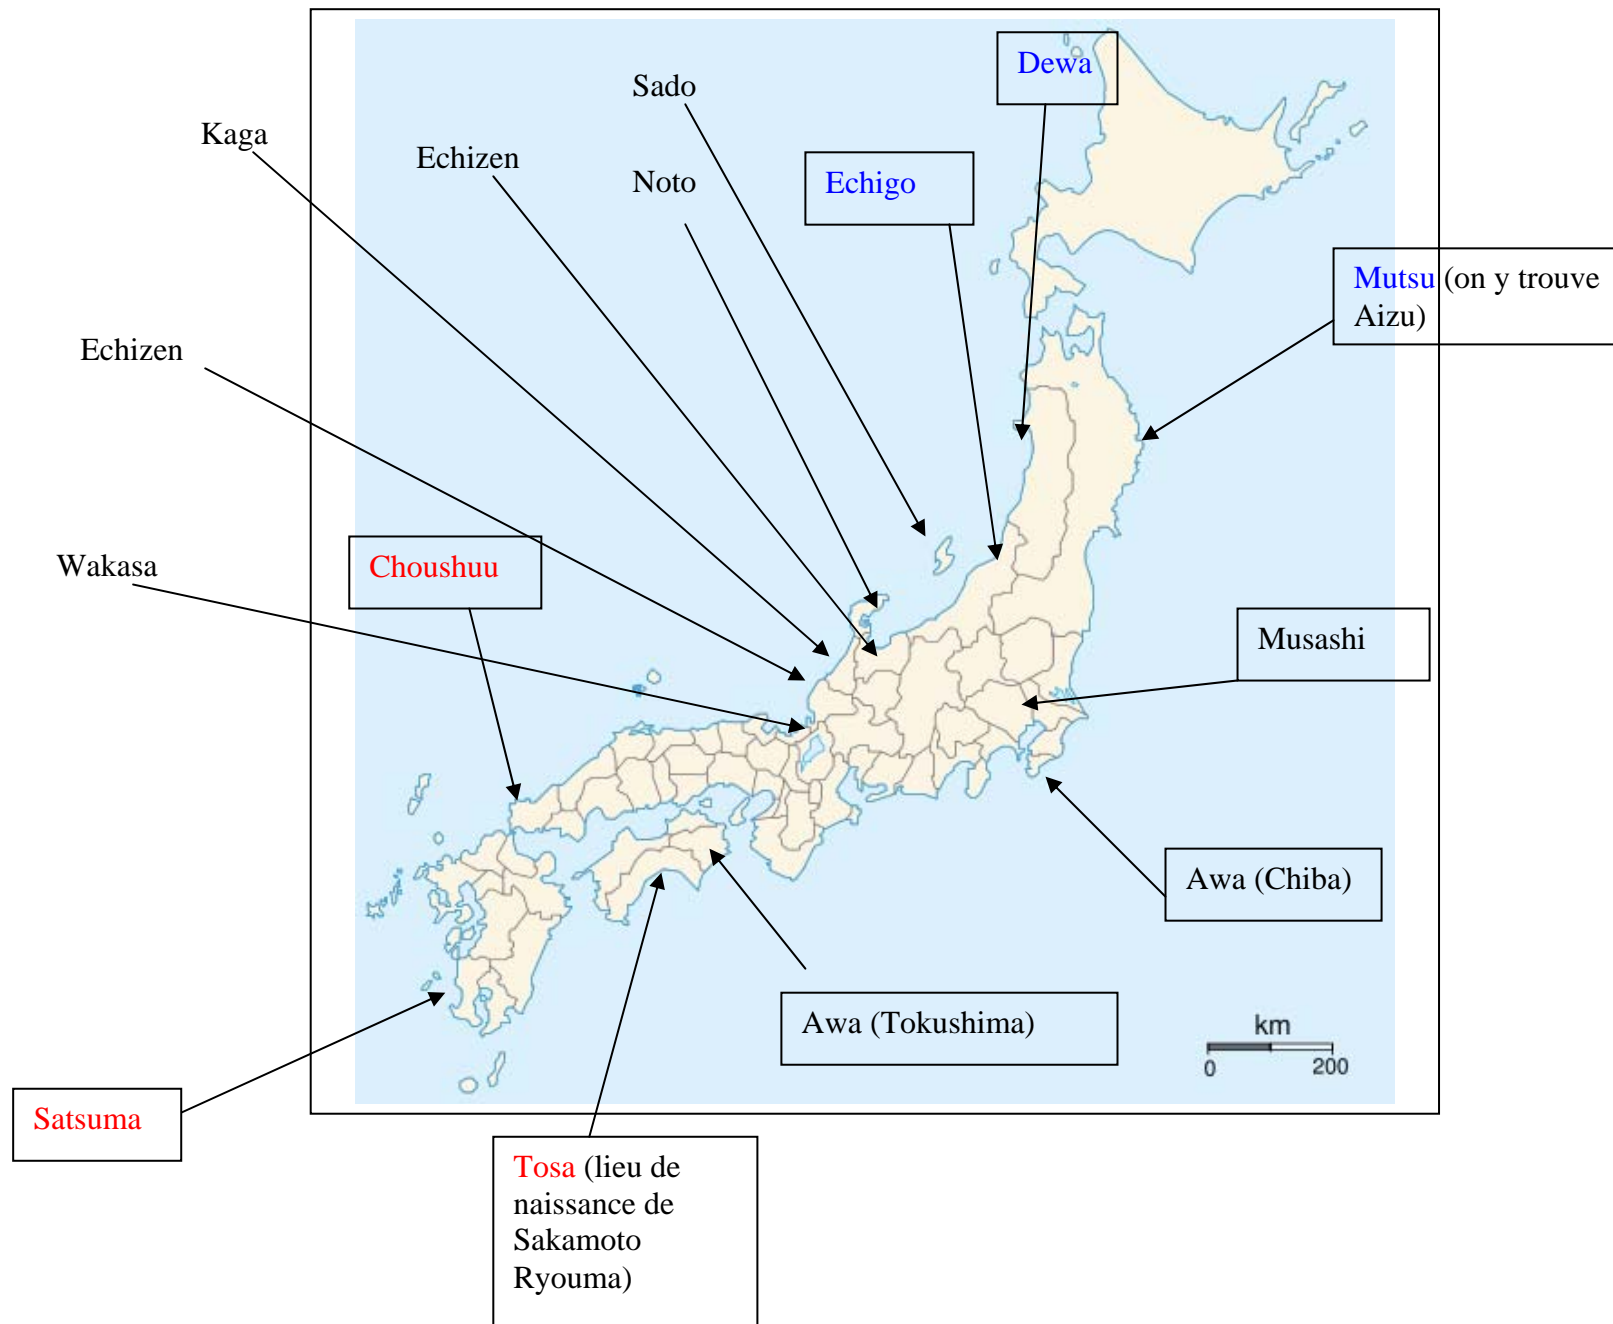 Dewa
Sado
Kaga
Echizen
Noto
Echigo
Mutsu (on y trouve
Aizu)
Echizen
Wakasa
Choushuu
Musashi
Awa (Chiba)
Awa (Tokushima)
km
0 200
Satsuma
Tosa (lieu de
naissance de
Sakamoto
Ryouma)